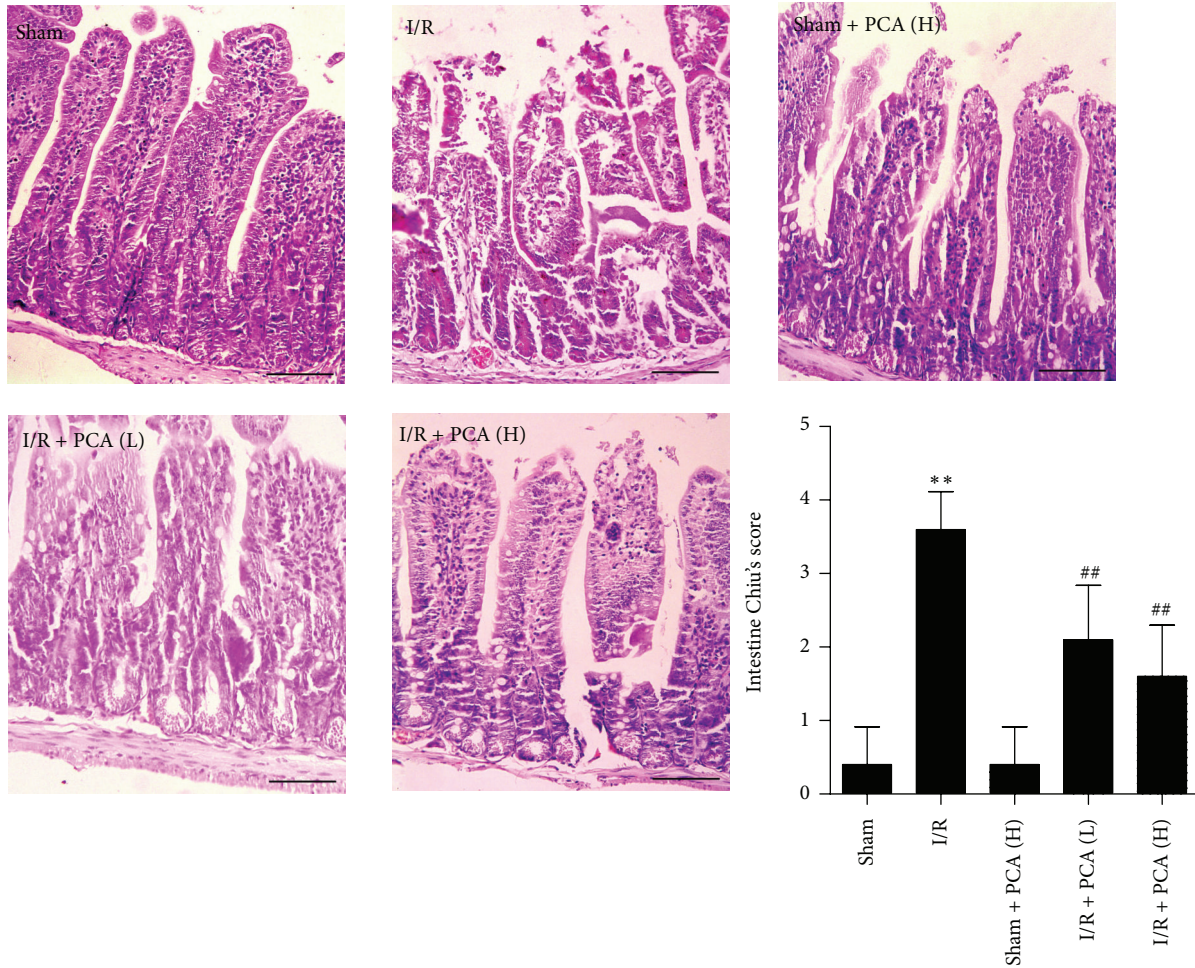 Sham
I/R
Sham + PCA (H)
I/R + PCA (L)
I/R + PCA (H)
Intestine Chiu's score
5
4
3
2
1
0
**
##
##
Sham
I/R
Sham + PCA (H)
I/R + PCA (L)
I/R + PCA (H)